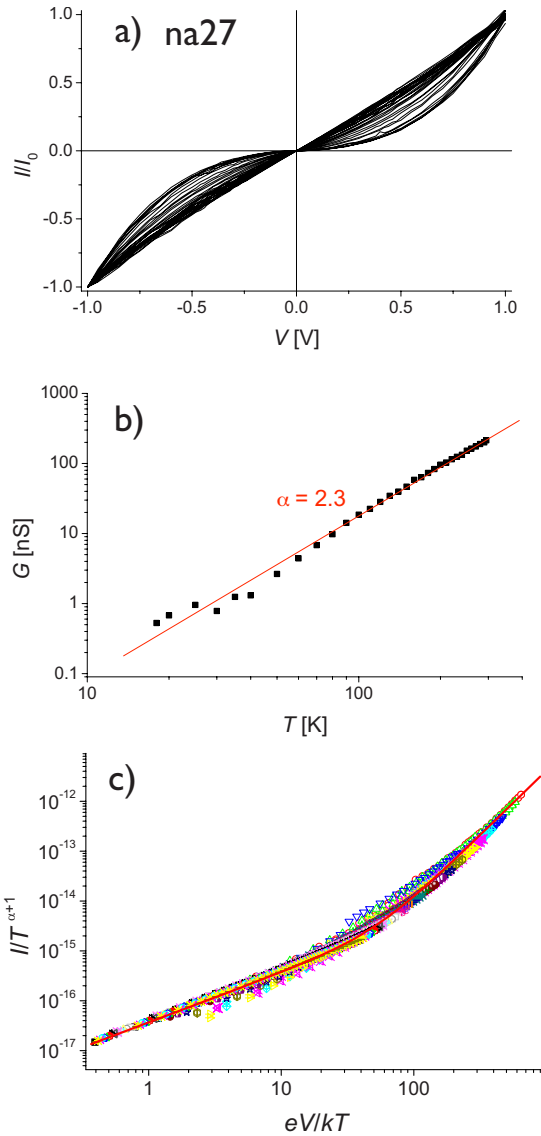 a) na27
1.0
0.5
0.0
-0.5
-1.0
I/I₀
-1.0 -0.5 0.0 0.5 1.0
V [V]
b)
1000
100
10
1
0.1
G [nS]
α = 2.3
10 100
T [K]
c)
10⁻¹²
10⁻¹³
10⁻¹⁴
10⁻¹⁵
10⁻¹⁶
10⁻¹⁷
I/T^α+1
1 10 100
eV/kT